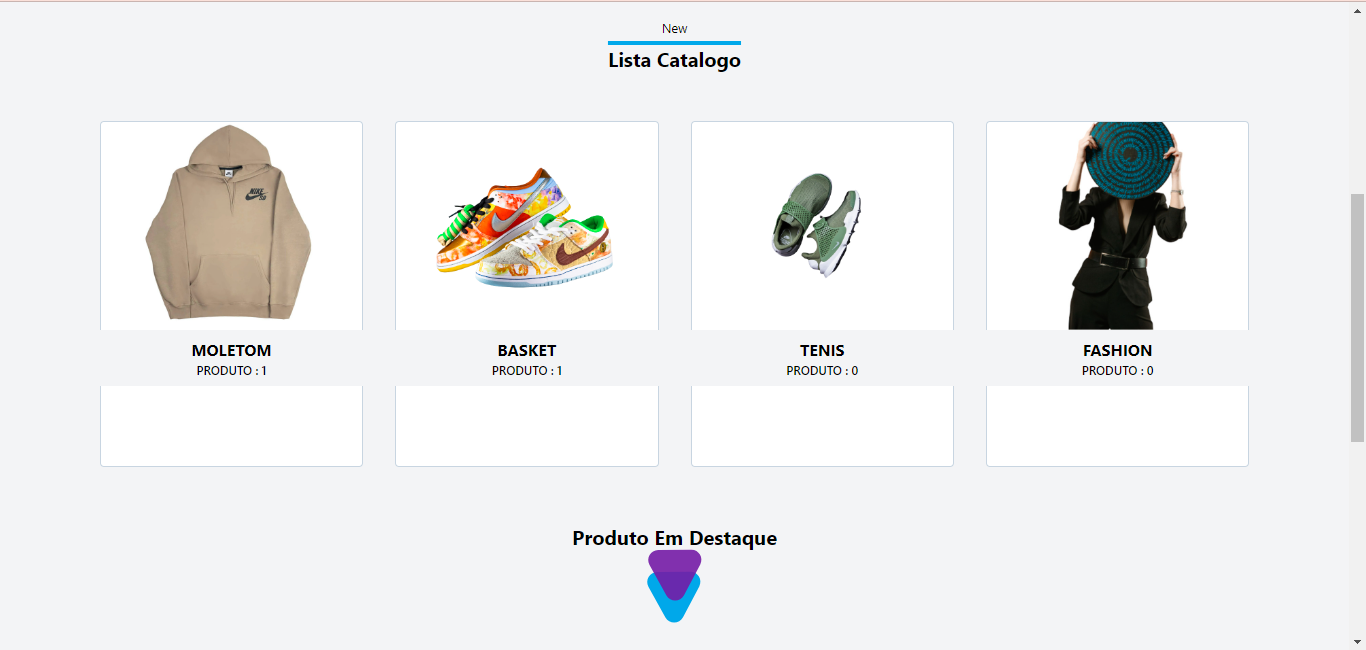 New
Lista Catalogo
NIKE
SB
MOLETOM
PRODUTO : 1
BASKET
PRODUTO : 1
TENIS
PRODUTO : 0
FASHION
PRODUTO : 0
Produto Em Destaque